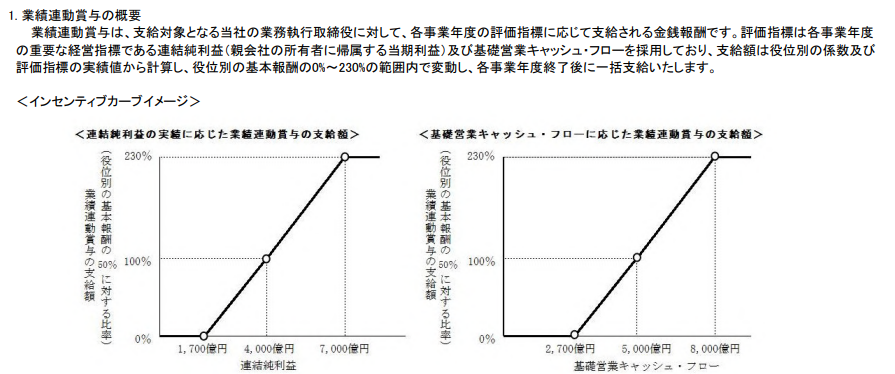 1. 業績連動賞与の概要
業績連動賞与は、支給対象となる当社の業務執行取締役に対して、各事業年度の評価指標に応じて支給される金銭報酬です。評価指標は各事業年度
の重要な経営指標である連結純利益(親会社の所有者に帰属する当期利益)及び基礎営業キャッシュ・フローを採用しており、支給額は役位別の係数及び
評価指標の実績値から計算し、役位別の基本報酬の0%~230%の範囲内で変動し、各事業年度終了後に一括支給いたします。
<インセンティブカーブイメージ>
<連結純利益の実績に応じた業績連動賞与の支給額>
業績連動賞与の支給額
(役位別の基本報酬の50%に対する比率)
230%
100%
0%
1,700億円
4,000億円
7,000億円
連結純利益
<基礎営業キャッシュ・フローに応じた業績連動賞与の支給額>
業績連動賞与の支給額
(役位別の基本報酬の50%に対する比率)
230%
100%
0%
2,700億円
5,000億円
8,000億円
基礎営業キャッシュ・フロー